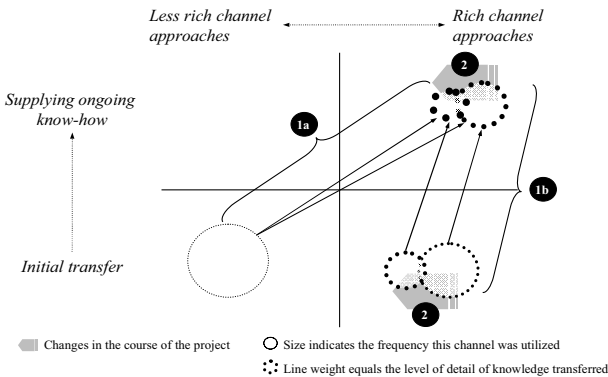 Less rich channel
approaches
Rich channel
approaches
2
1a
Supplying ongoing
know-how
1b
Initial transfer
2
Changes in the course of the project
Size indicates the frequency this channel was utilized
Line weight equals the level of detail of knowledge transferred